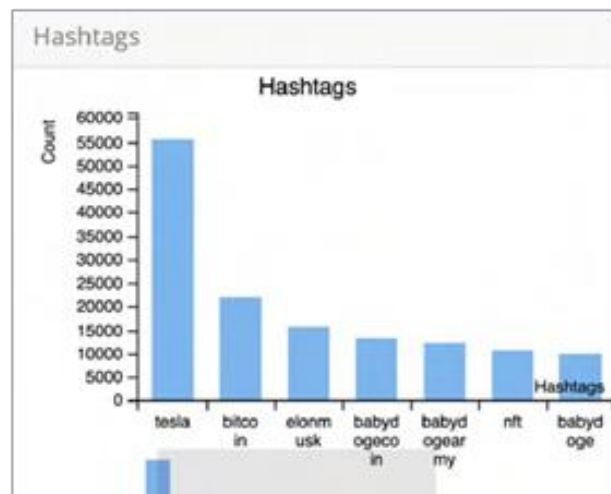 Hashtags
Hashtags
Count
60000
55000
50000
45000
40000
35000
30000
25000
20000
15000
10000
5000
0
Hashtags
tesla bitco elonm babyd babyd nft babyd
in usk ogeco ogear oge
in my